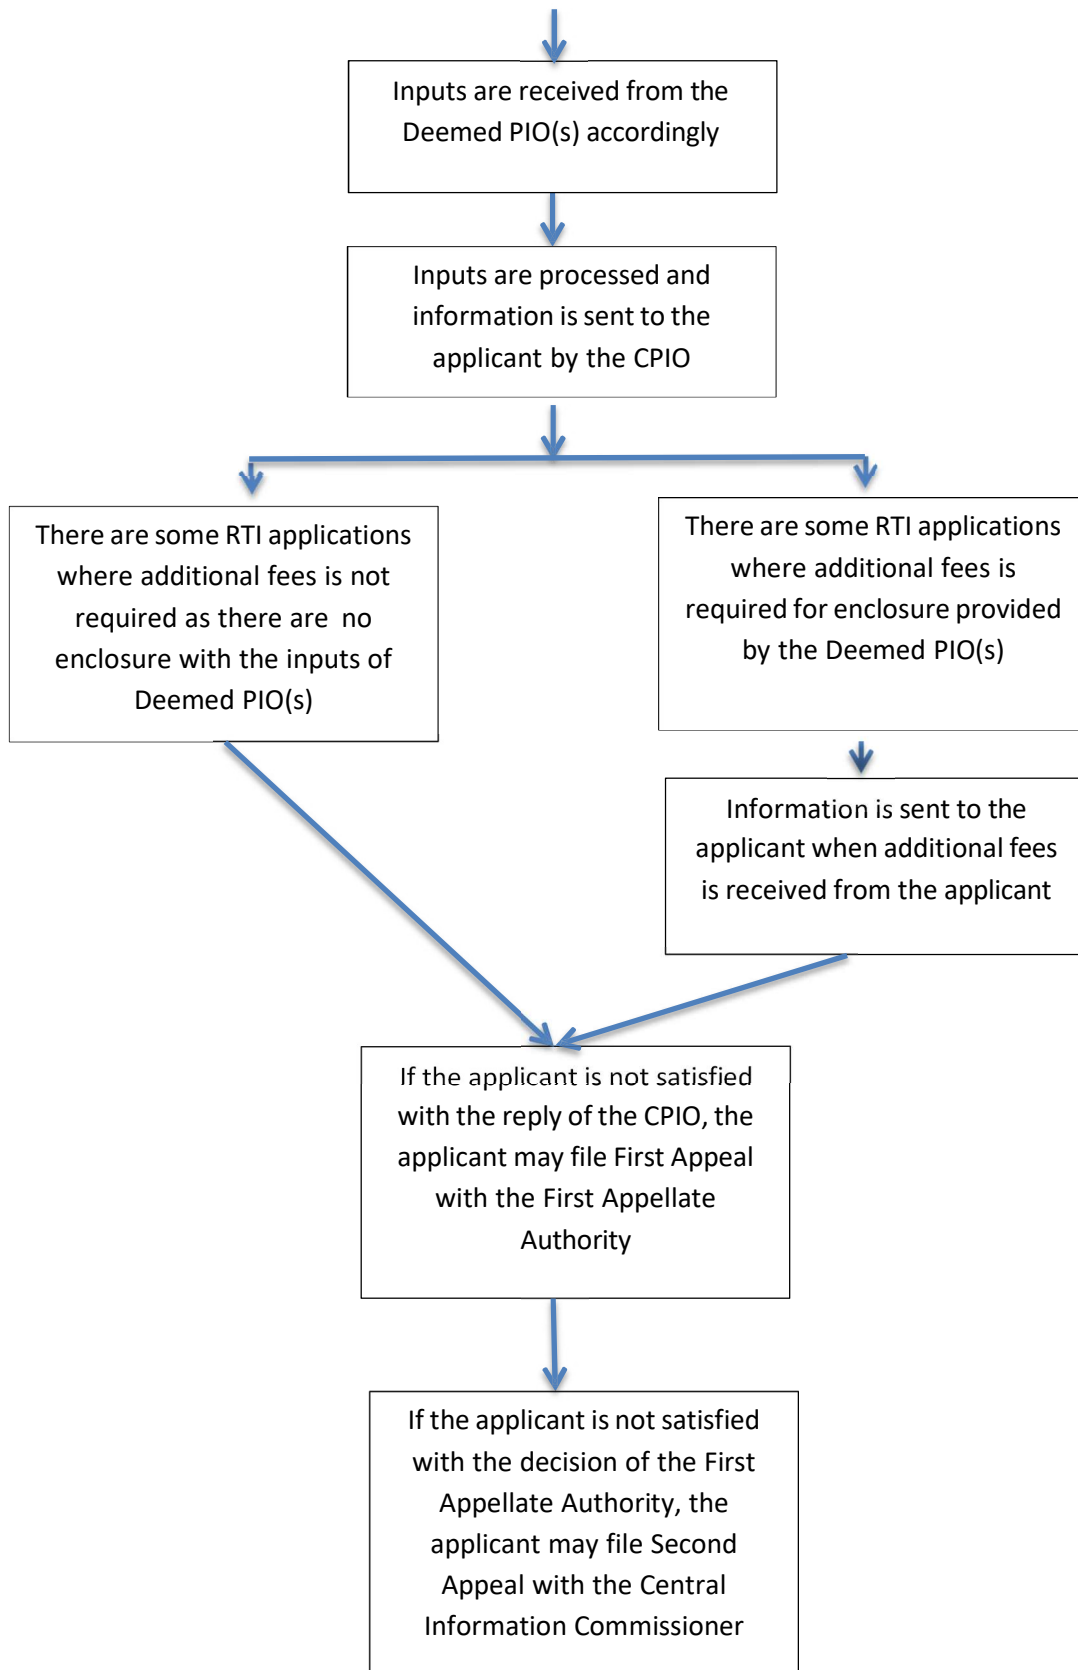 Inputs are received from the
Deemed PIO(s) accordingly
Inputs are processed and
information is sent to the
applicant by the CPIO
There are some RTI applications
where additional fees is not
required as there are  no
enclosure with the inputs of
Deemed PIO(s)
There are some RTI applications
where additional fees is
required for enclosure provided
by the Deemed PIO(s)
Information is sent to the
applicant when additional fees
is received from the applicant
If the applicant is not satisfied
with the reply of the CPIO, the
applicant may file First Appeal
with the First Appellate
Authority
If the applicant is not satisfied
with the decision of the First
Appellate Authority, the
applicant may file Second
Appeal with the Central
Information Commissioner